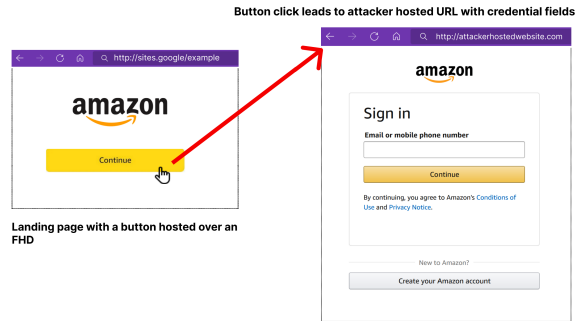 Button click leads to attacker hosted URL with credential fields
http://sites.google/example
amazon
Continue
Landing page with a button hosted over an
FHD
http://attackerhostedwebsite.com
amazon
Sign in
Email or mobile phone number
Continue
By continuing, you agree to Amazon's Conditions of
Use and Privacy Notice.
New to Amazon?
Create your Amazon account